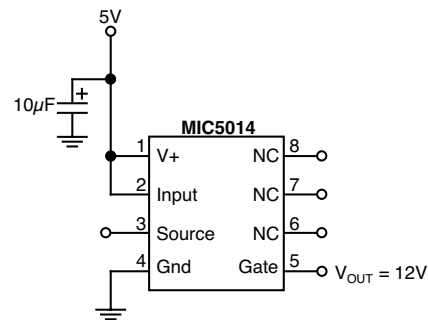 5V
+
10µF
MIC5014
1 V+ NC 8
2 Input NC 7
3 Source NC 6
4 Gnd Gate 5
VOUT = 12V